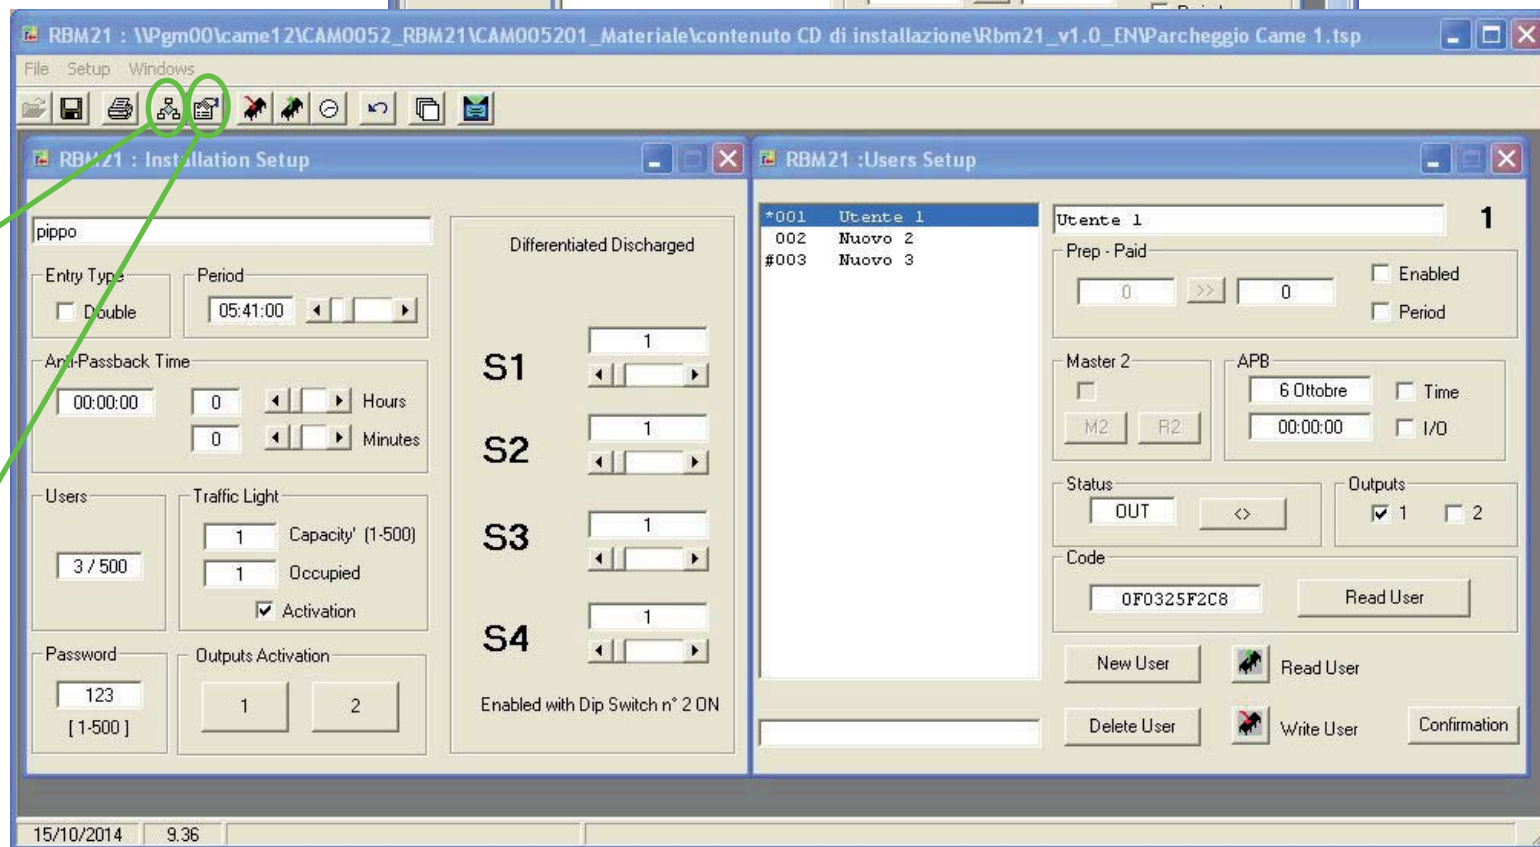 RBM21 : \\Pgm00\came12\CAM0052_RBM21\CAM005201_Materiale\contenuto CD di installazione\Rbm21_v1.0_EN\Parcheggio Came 1.tsp
File Setup Windows
RBM21 : Installation Setup
pippo
Entry Type
Double
Period
05:41:00
Anti-Passback Time
00:00:00
0 Hours
0 Minutes
Users
3 / 500
Traffic Light
1 Capacity' (1-500)
1 Occupied
Activation
Password
123
[ 1-500 ]
Outputs Activation
1 2
Differentiated Discharged
S1 1
S2 1
S3 1
S4 1
Enabled with Dip Switch n° 2 ON
RBM21 :Users Setup
*001 Utente 1
002 Nuovo 2
#003 Nuovo 3
Utente 1
1
Prep - Paid
0 >> 0
Enabled
Period
Master 2
M2 R2
APB
6 Ottobre Time
00:00:00 I/O
Status
OUT <>
Outputs
1 2
Code
0F0325F2C8 Read User
New User Read User
Delete User Write User Confirmation
15/10/2014 9.36